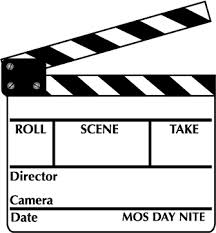 ROLL SCENE TAKE
Director
Camera
Date MOS DAY NITE